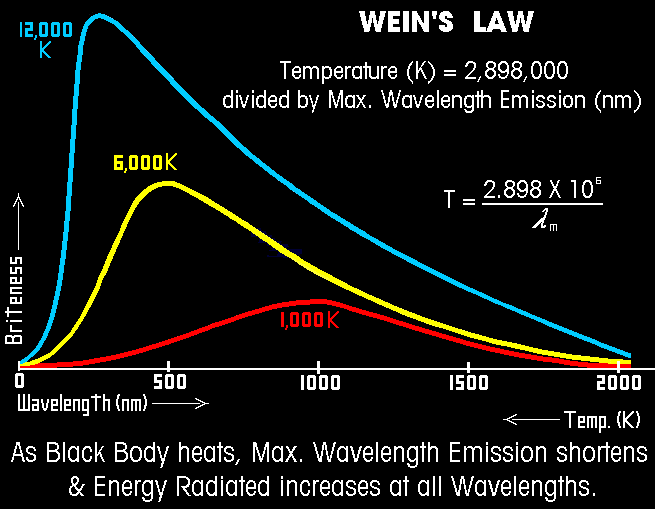 WEIN'S LAW
Temperature (K) = 2,898,000
divided by Max. Wavelength Emission (nm)
12,000
K
6,000K
T = 2.898 X 10⁶
λm
1,000K
Briteness
0 500 1000 1500 2000
Wavelength (nm)
Temp. (K)
As Black Body heats, Max. Wavelength Emission shortens
& Energy Radiated increases at all Wavelengths.